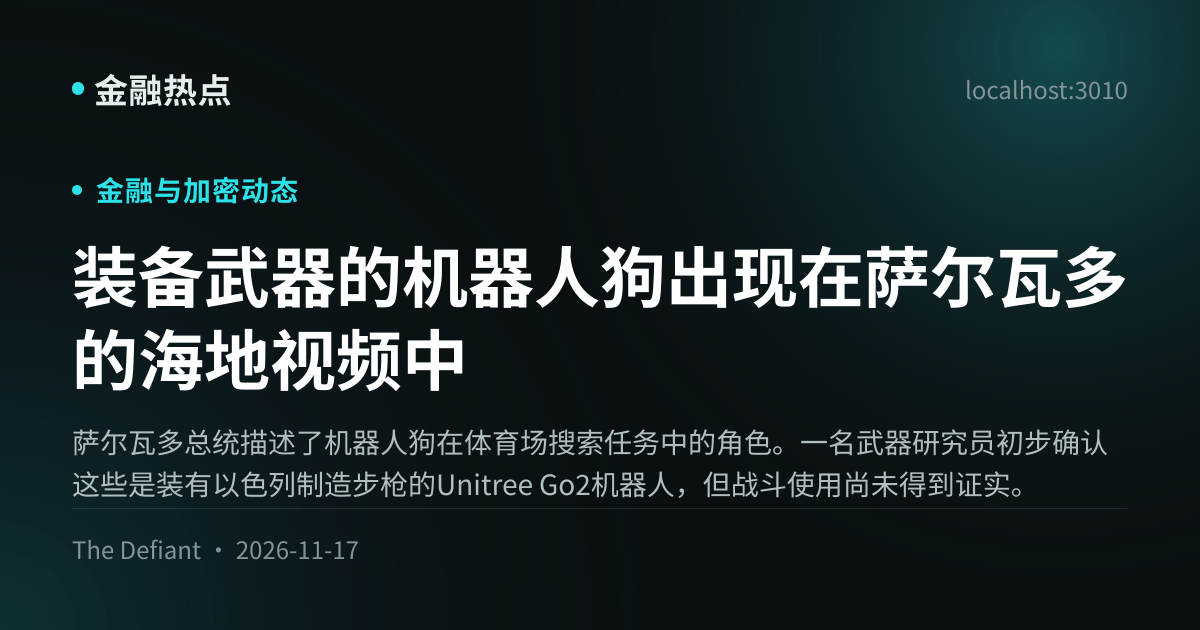 金融热点
localhost:3010
金融与加密动态
装备武器的机器人狗出现在萨尔瓦多
的海地视频中
萨尔瓦多总统描述了机器人狗在体育场搜索任务中的角色。一名武器研究员初步确认
这些是装有以色列制造步枪的Unitree Go2机器人，但战斗使用尚未得到证实。
The Defiant • 2026-11-17